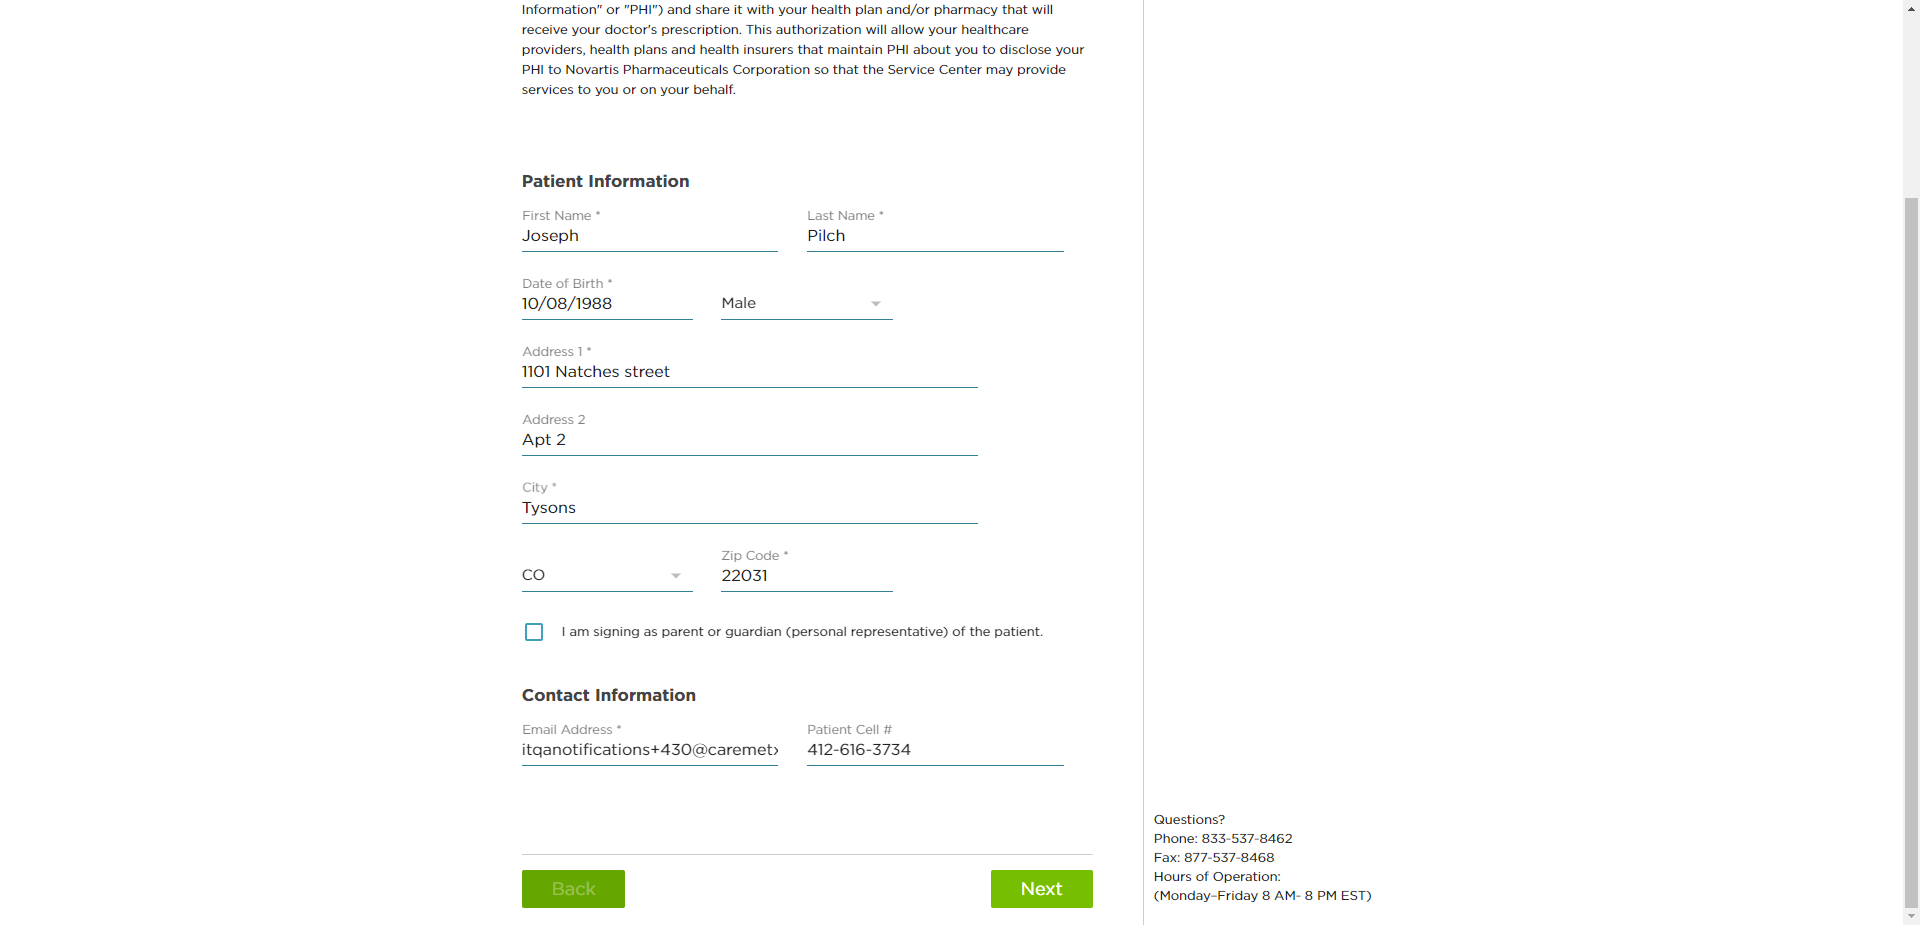 Information" or "PHI") and share it with your health plan and/or pharmacy that will
receive your doctor's prescription. This authorization will allow your healthcare
providers, health plans and health insurers that maintain PHI about you to disclose your
PHI to Novartis Pharmaceuticals Corporation so that the Service Center may provide
services to you or on your behalf.
Patient Information
First Name * Last Name *
Joseph Pilch
Date of Birth *
10/08/1988 Male
Address 1 *
1101 Natches street
Address 2
Apt 2
City *
Tysons
Zip Code *
CO 22031
I am signing as parent or guardian (personal representative) of the patient.
Contact Information
Email Address * Patient Cell #
itqanotifications+430@caremetx 412-616-3734
Questions?
Phone: 833-537-8462
Fax: 877-537-8468
Hours of Operation:
(Monday–Friday 8 AM- 8 PM EST)
Back Next